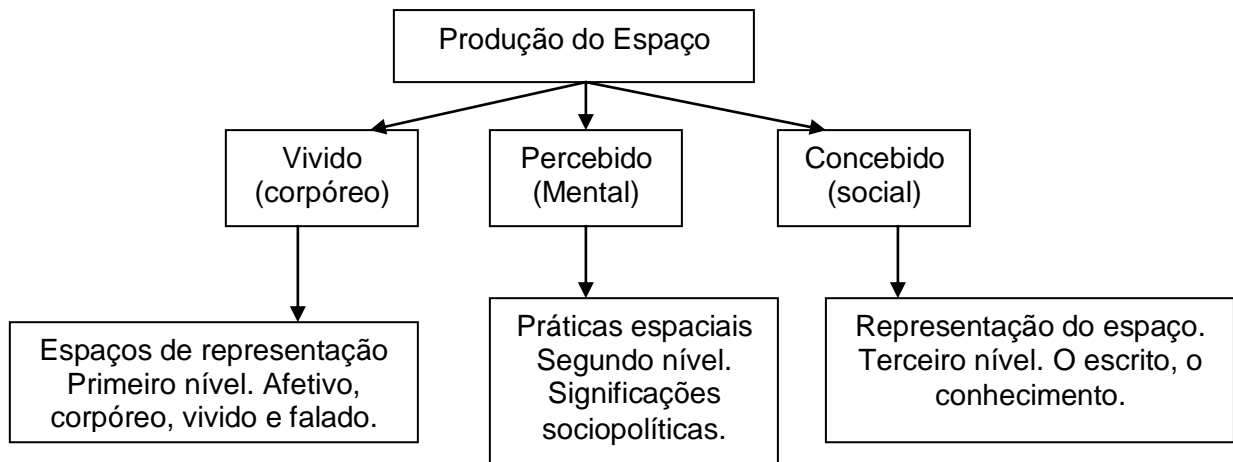 Produção do Espaço
Vivido
(corpóreo)
Percebido
(Mental)
Concebido
(social)
Espaços de representação
Primeiro nível. Afetivo,
corpóreo, vivido e falado.
Práticas espaciais
Segundo nível.
Significações
sociopolíticas.
Representação do espaço.
Terceiro nível. O escrito, o
conhecimento.